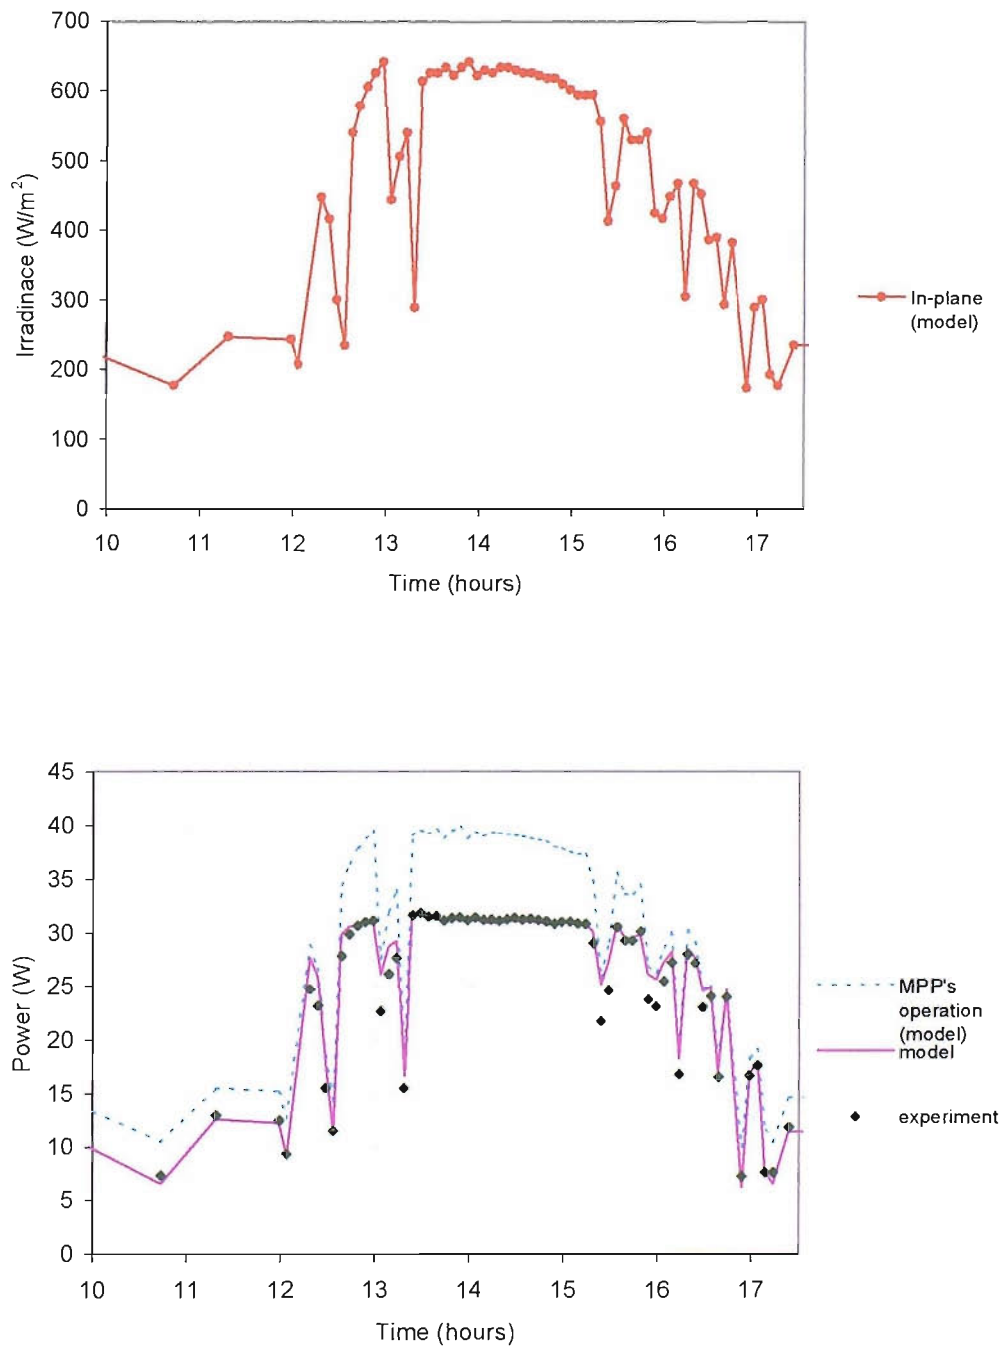 700
600
500
400
300
200
100
0
Irradinace (W/m²)
10 11 12 13 14 15 16 17
Time (hours)
In-plane
(model)
45
40
35
30
25
20
15
10
5
0
Power (W)
10 11 12 13 14 15 16 17
Time (hours)
MPP's
operation
(model)
model
experiment